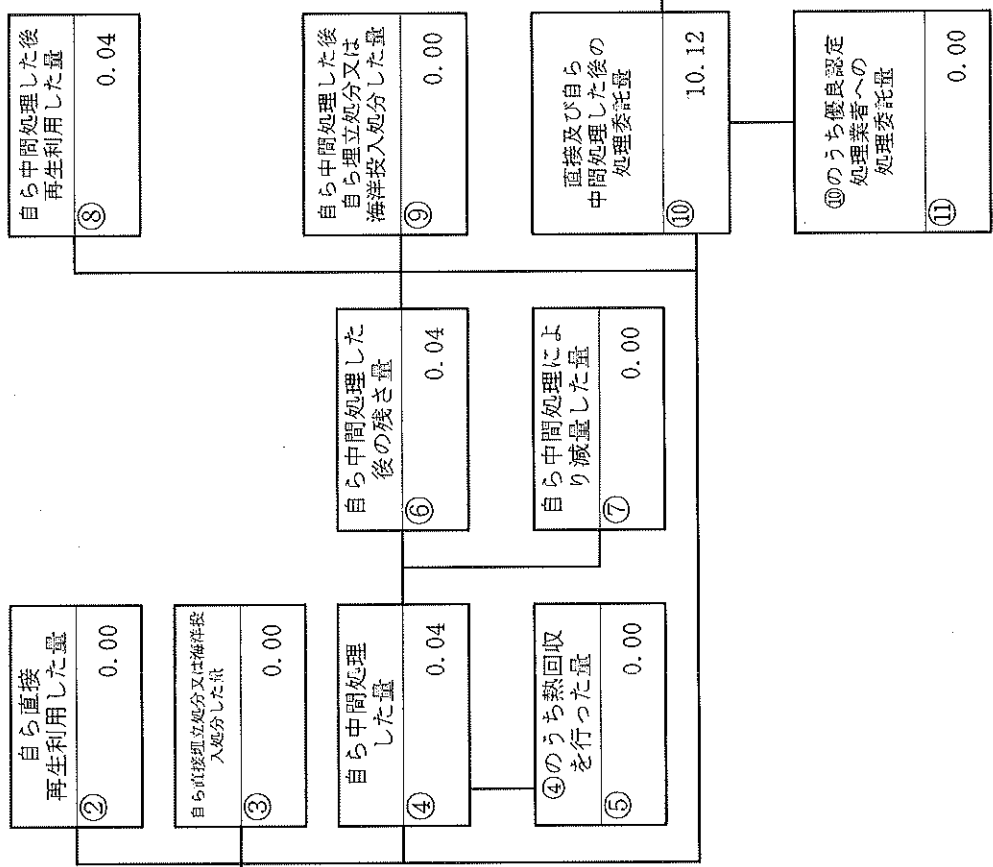 自ら直接
再生利用した量
②
0.00
自ら直接埋立処分又は海洋投
入処分した量
③
0.00
自ら中間処理
した量
④
0.04
④のうち熱回収
を行った量
⑤
0.00
自ら中間処理した
後の残さ量
⑥
0.04
自ら中間処理によ
り減量した量
⑦
0.00
自ら中間処理した後
再生利用した量
⑧
0.04
自ら中間処理した後
自ら埋立処分又は
海洋投入処分した量
⑨
0.00
直接及び自ら
中間処理した後の
処理委託量
⑩
10.12
⑩のうち優良認定
処理業者への
処理委託量
⑪
0.00